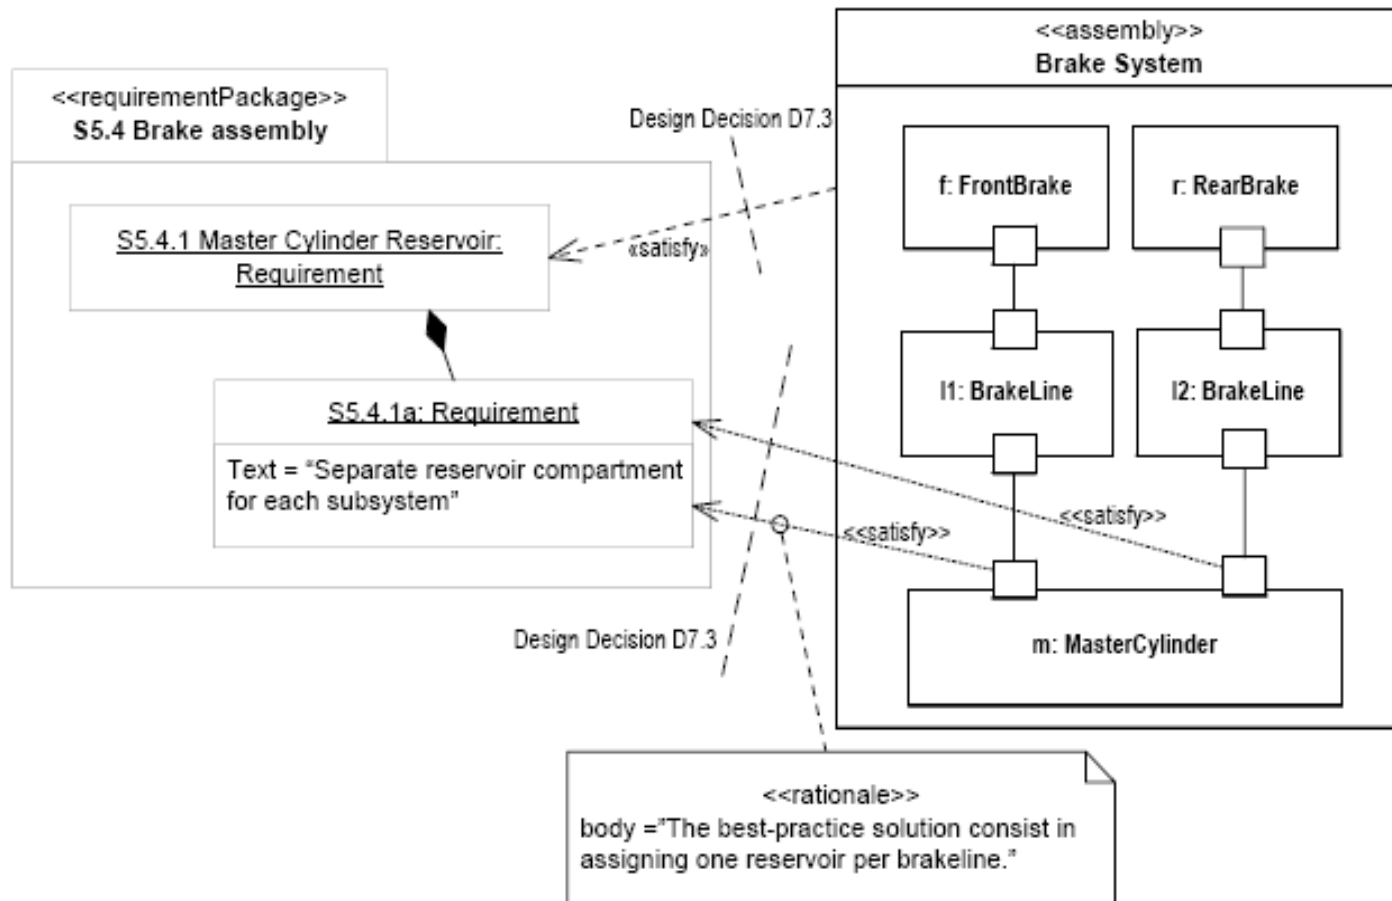 <<assembly>>
Brake System
<<requirementPackage>>
S5.4 Brake assembly
Design Decision D7.3
f: FrontBrake
r: RearBrake
S5.4.1 Master Cylinder Reservoir:
Requirement
«satisfy»
l1: BrakeLine
l2: BrakeLine
S5.4.1a: Requirement
Text = “Separate reservoir compartment
for each subsystem”
<<satisfy>>
<<satisfy>>
Design Decision D7.3
m: MasterCylinder
<<rationale>>
body =”The best-practice solution consist in
assigning one reservoir per brakeline.”